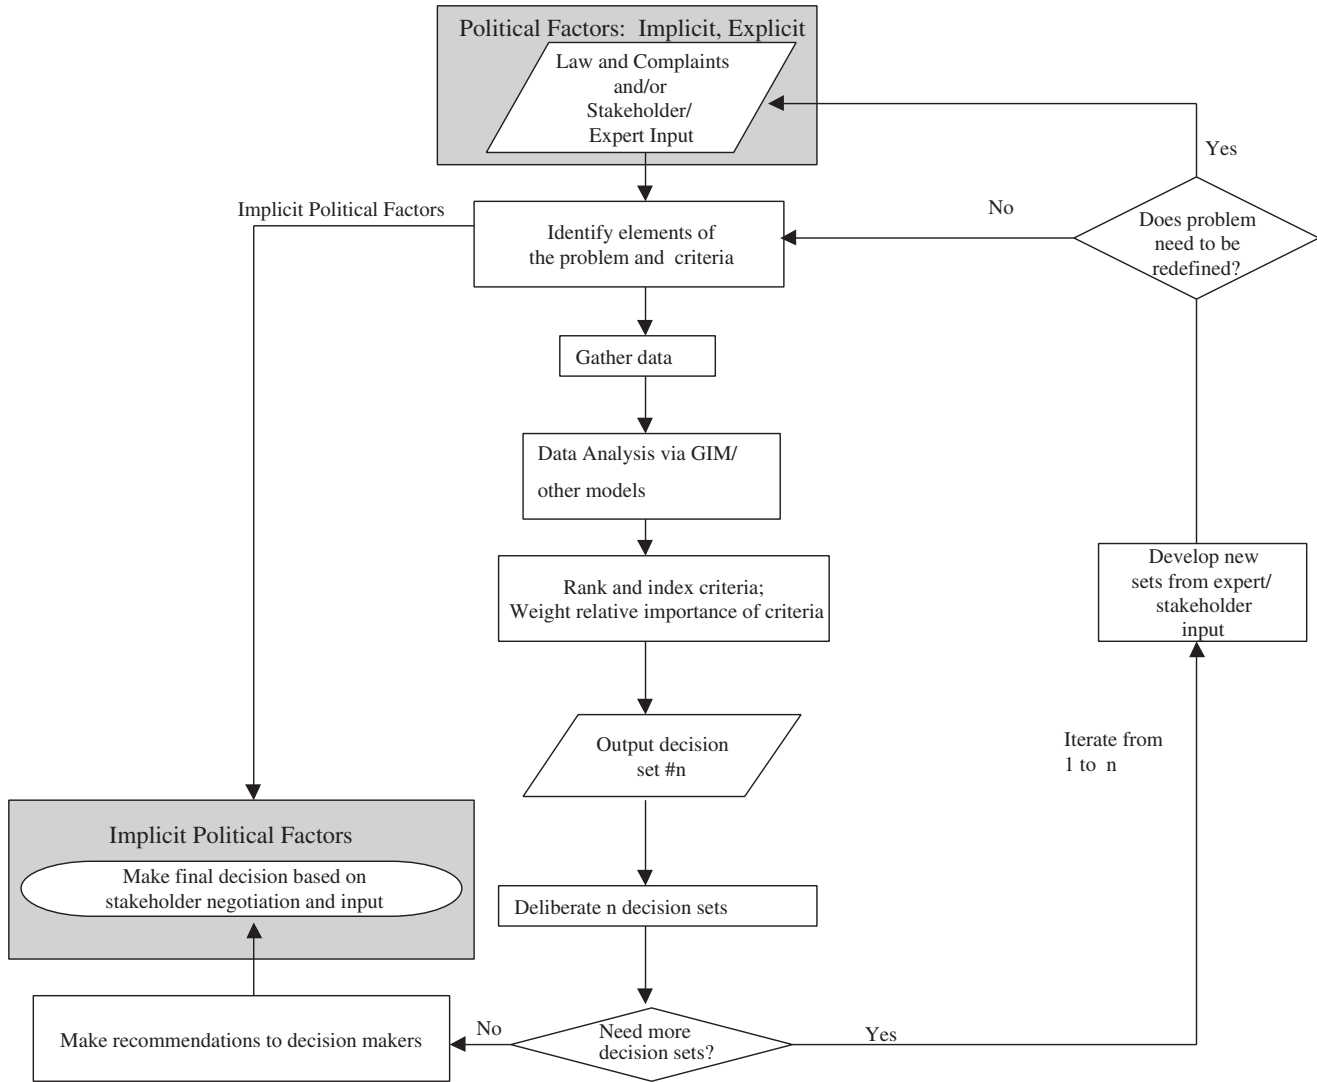 Political Factors: Implicit, Explicit
Law and Complaints
and/or
Stakeholder/
Expert Input
Yes
Implicit Political Factors
No
Does problem
need to be
redefined?
Identify elements of
the problem and criteria
Gather data
Data Analysis via GIM/
other models
Develop new
sets from expert/
stakeholder
input
Rank and index criteria;
Weight relative importance of criteria
Output decision
set #n
Iterate from
1 to n
Implicit Political Factors
Make final decision based on
stakeholder negotiation and input
Deliberate n decision sets
Make recommendations to decision makers
No
Need more
decision sets?
Yes